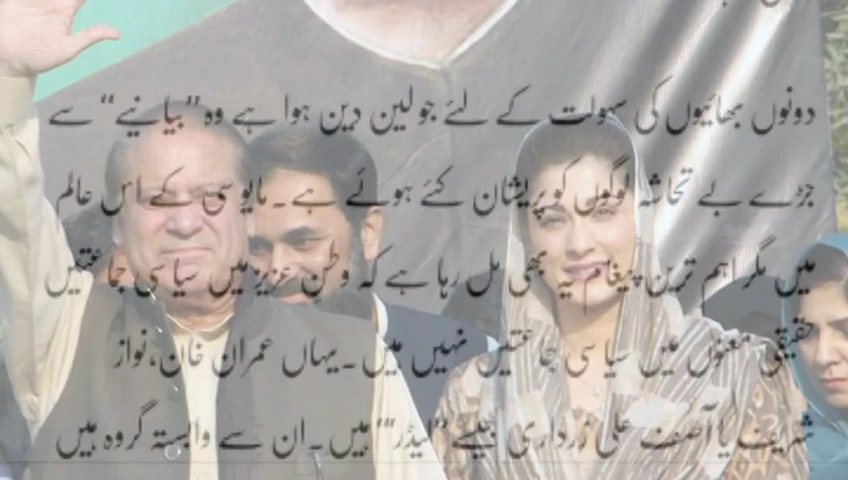 دونوں بھائیوں کی سہولت کے لئے جو لین دین ہوا ہے وہ ”بیانیے“ سے
جڑے بے تحاشہ لوگوں کو پریشان کئے ہوئے ہے۔ مایوسی کے اس عالم
میں مگر اہم ترین پیغام یہ بھی مل رہا ہے کہ وطن عزیز میں سیاسی جماعتیں
حقیقی معنوں میں سیاسی جماعتیں نہیں ہیں۔ یہاں عمران خان، نواز
شریف یا آصف علی زرداری جیسے ”لیڈر“ ہیں۔ ان سے وابستہ گروہ ہیں